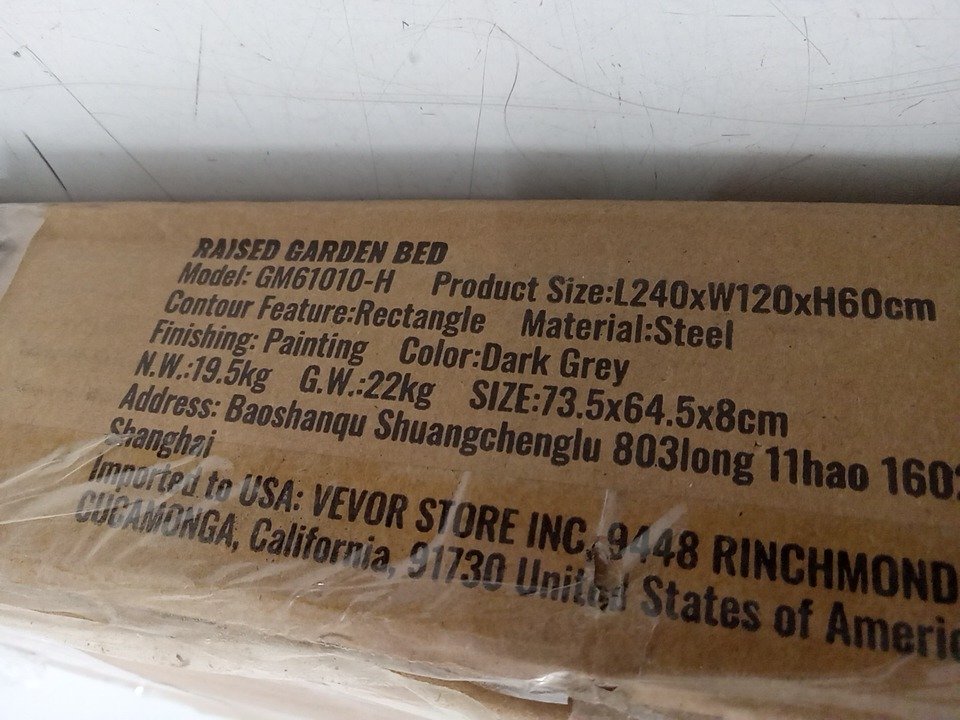 RAISED GARDEN BED
Model: GM61010-H Product Size:L240xW120xH60cm
Contour Feature:Rectangle Material:Steel
Finishing: Painting Color:Dark Grey
N.W.:19.5kg G.W.:22kg SIZE:73.5x64.5x8cm
Address: Baoshanqu Shuangchenglu 803long 11hao 1602
Shanghai
Imported to USA: VEVOR STORE INC, 9448 RINCHMOND
CUCAMONGA, California, 91730 United States of Americ